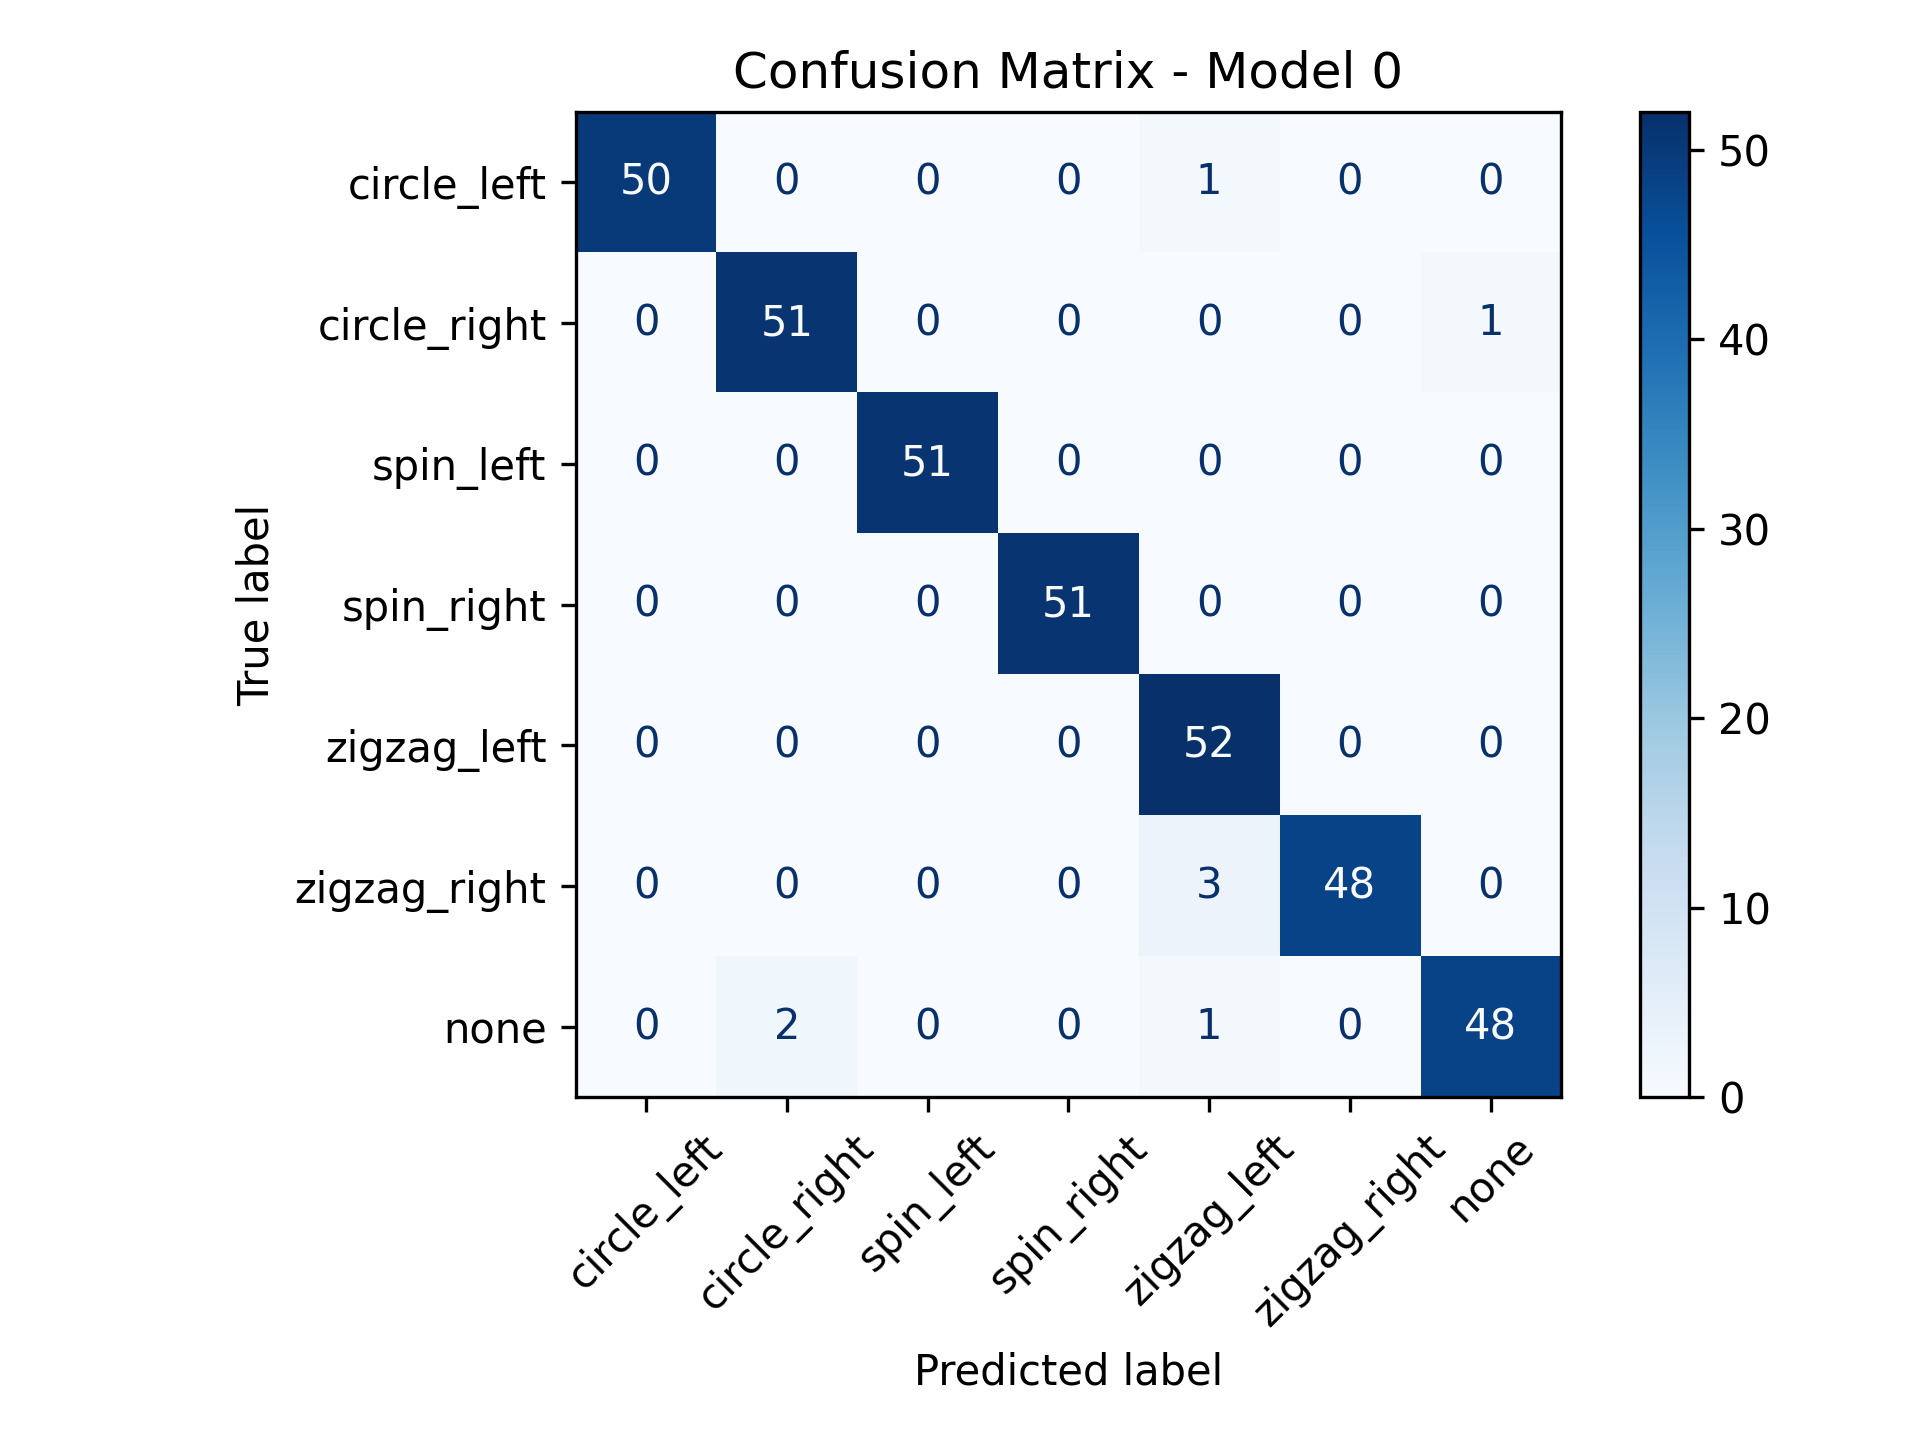 Confusion Matrix - Model 0
circle_left 50 0 0 0 1 0 0
circle_right 0 51 0 0 0 0 1
spin_left 0 0 51 0 0 0 0
spin_right 0 0 0 51 0 0 0
zigzag_left 0 0 0 0 52 0 0
zigzag_right 0 0 0 0 3 48 0
none 0 2 0 0 1 0 48
True label
circle_left circle_right spin_left spin_right zigzag_left zigzag_right none
Predicted label
50
40
30
20
10
0